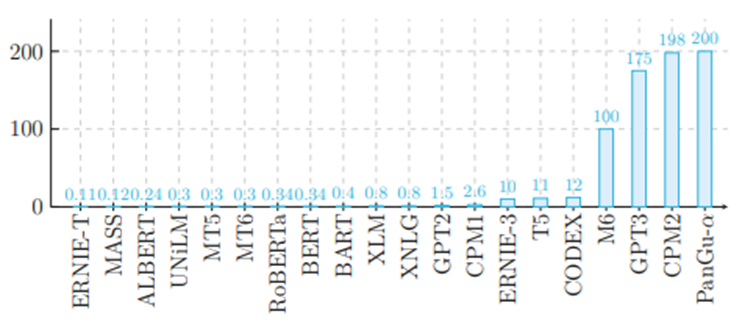 200
100
0
0.11 0.12 0.24 0.3 0.3 0.3 0.34 0.34 0.4 0.8 0.8 1.5 2.6 10 11 12 100 175 198 200
ERNIE-T
MASS
ALBERT
UNiLM
MT5
MT6
RoBERTa
BERT
BART
XLM
XNLG
GPT2
CPM1
ERNIE-3
T5
CODEX
M6
GPT3
CPM2
PanGu-α